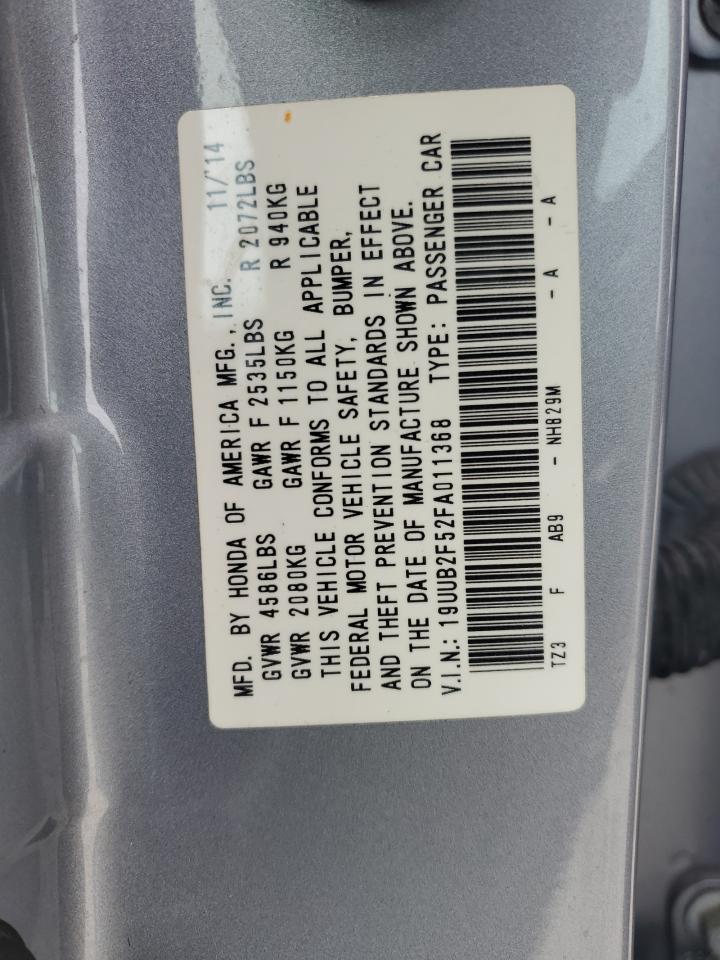 MFD. BY HONDA OF AMERICA MFG., INC. 11/'14
GVWR 4586LBS GAWR F 2535LBS R 2072LBS
GVWR 2080KG GAWR F 1150KG R 940KG
THIS VEHICLE CONFORMS TO ALL APPLICABLE
FEDERAL MOTOR VEHICLE SAFETY, BUMPER,
AND THEFT PREVENTION STANDARDS IN EFFECT
ON THE DATE OF MANUFACTURE SHOWN ABOVE.
V.I.N.: 19UUB2F52FA011368 TYPE: PASSENGER CAR
TZ3 F AB9 - NH829M - A - A